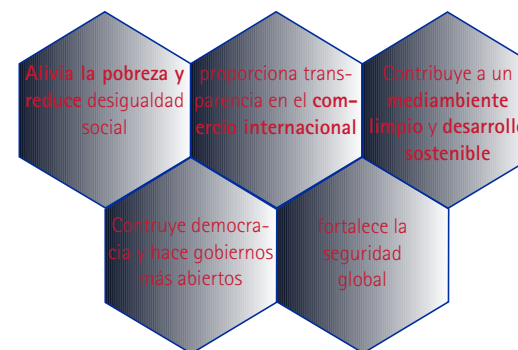 Alivia la pobreza y
reduce desigualdad
social
proporciona trans-
parencia en el com-
ercio internacional
Contribuye a un
mediambiente
limpio y desarrollo
sostenible
Contruye democra-
cia y hace gobiernos
más abiertos
fortalece la
seguridad
global